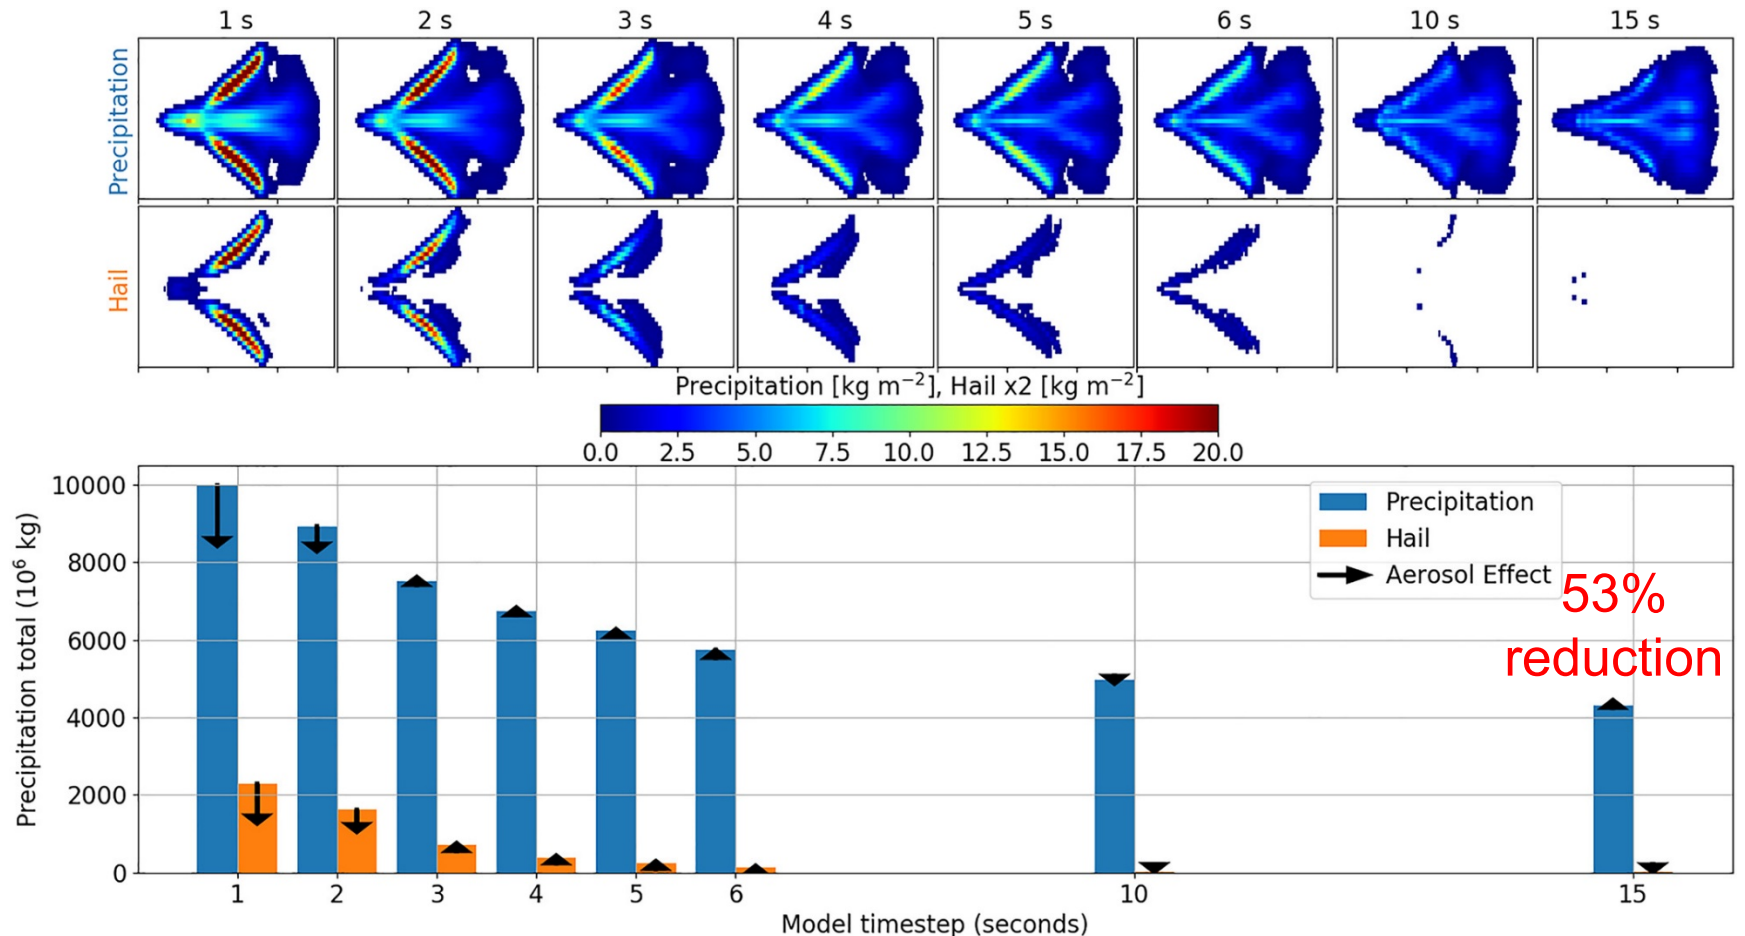 1 s 2 s 3 s 4 s 5 s 6 s 10 s 15 s
Precipitation
Hail
Precipitation [kg m⁻²], Hail x2 [kg m⁻²]
0.0 2.5 5.0 7.5 10.0 12.5 15.0 17.5 20.0
Precipitation total (10⁶ kg)
10000
8000
6000
4000
2000
0
Precipitation
Hail
Aerosol Effect
53%
reduction
1 2 3 4 5 6 10 15
Model timestep (seconds)